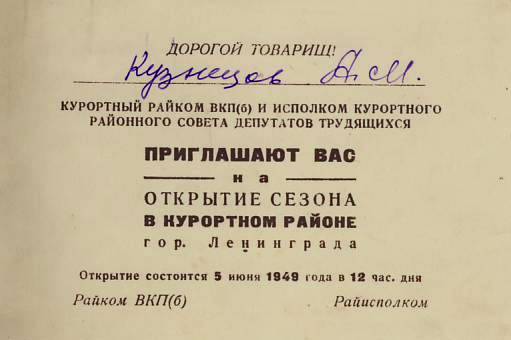 ДОРОГОЙ ТОВАРИЩ!
Кузнецов А.М.
КУРОРТНЫЙ РАЙКОМ ВКП(б) И ИСПОЛКОМ КУРОРТНОГО
РАЙОННОГО СОВЕТА ДЕПУТАТОВ ТРУДЯЩИХСЯ
ПРИГЛАШАЮТ ВАС
на
ОТКРЫТИЕ СЕЗОНА
В КУРОРТНОМ РАЙОНЕ
гор. Ленинграда
Открытие состоится 5 июня 1949 года в 12 час. дня
Райком ВКП(б) Райисполком